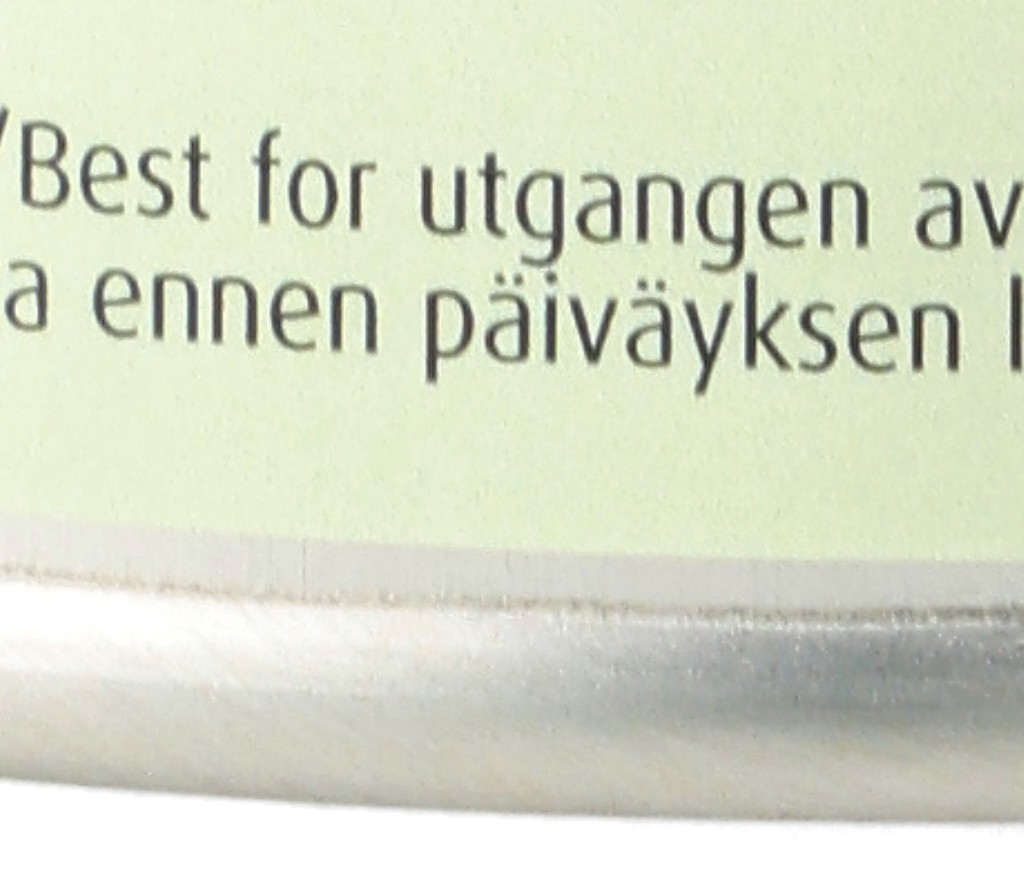 /Best for utgangen av
a ennen päiväyksen l